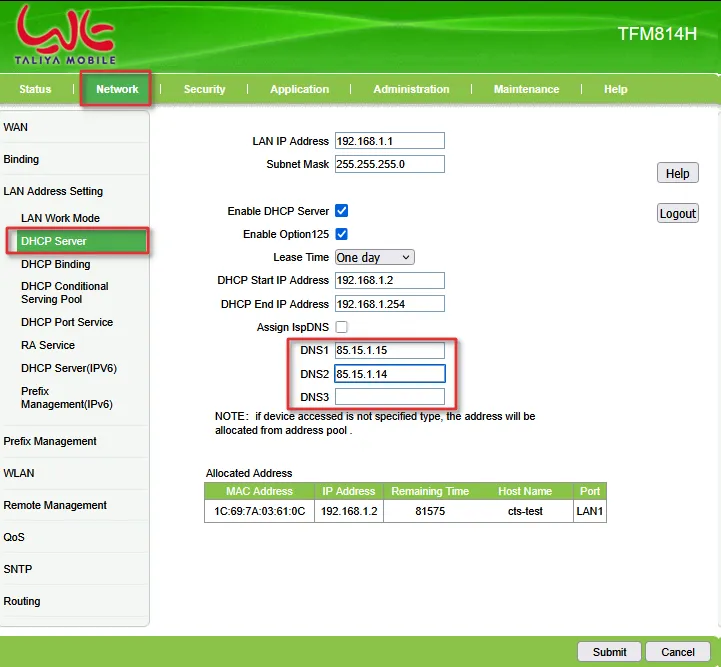 TALIYA MOBILE
TFM814H
Status | Network | Security | Application | Administration | Maintenance | Help
WAN
Binding
LAN Address Setting
LAN Work Mode
DHCP Server
DHCP Binding
DHCP Conditional
Serving Pool
DHCP Port Service
RA Service
DHCP Server(IPV6)
Prefix
Management(IPv6)
Prefix Management
WLAN
Remote Management
QoS
SNTP
Routing
LAN IP Address 192.168.1.1
Subnet Mask 255.255.255.0
Help
Logout
Enable DHCP Server
Enable Option125
Lease Time One day
DHCP Start IP Address 192.168.1.2
DHCP End IP Address 192.168.1.254
Assign IspDNS
DNS1 85.15.1.15
DNS2 85.15.1.14
DNS3
NOTE: if device accessed is not specified type, the address will be
allocated from address pool .
Allocated Address
MAC Address IP Address Remaining Time Host Name Port
1C:69:7A:03:61:0C 192.168.1.2 81575 cts-test LAN1
Submit Cancel